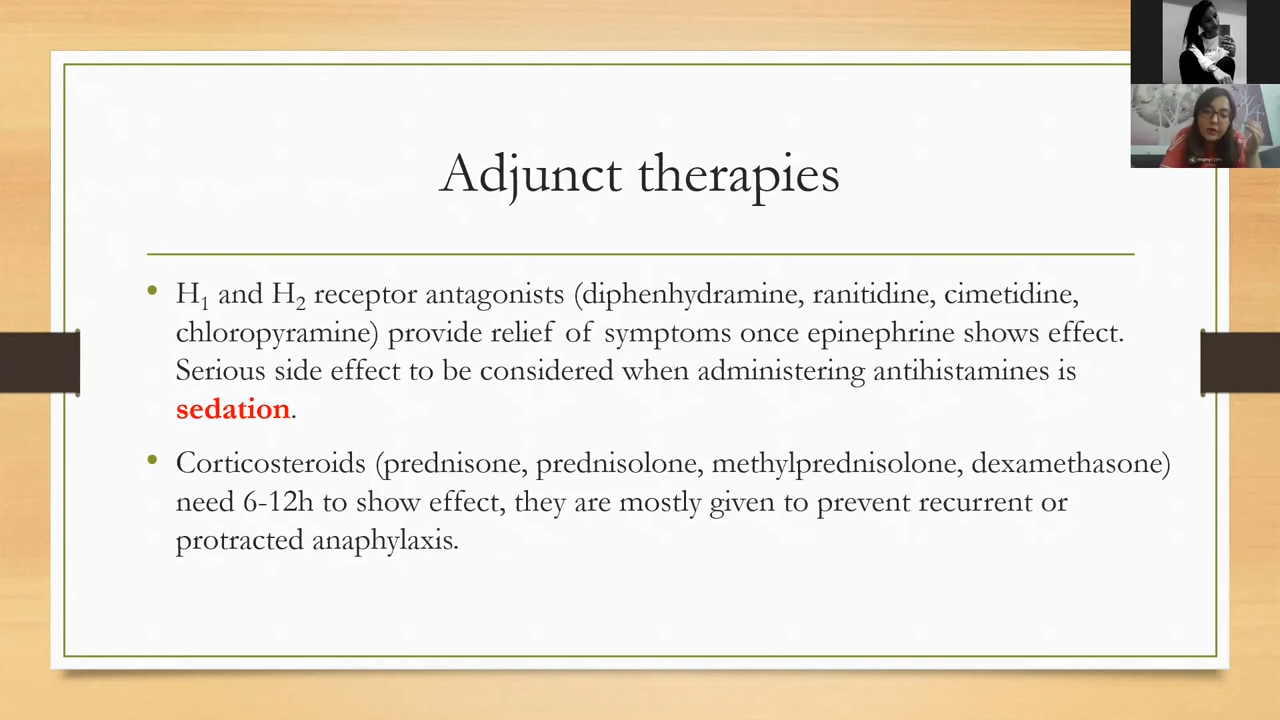 Adjunct therapies
• H₁ and H₂ receptor antagonists (diphenhydramine, ranitidine, cimetidine,
chloropyramine) provide relief of symptoms once epinephrine shows effect.
Serious side effect to be considered when administering antihistamines is
sedation.
• Corticosteroids (prednisone, prednisolone, methylprednisolone, dexamethasone)
need 6-12h to show effect, they are mostly given to prevent recurrent or
protracted anaphylaxis.